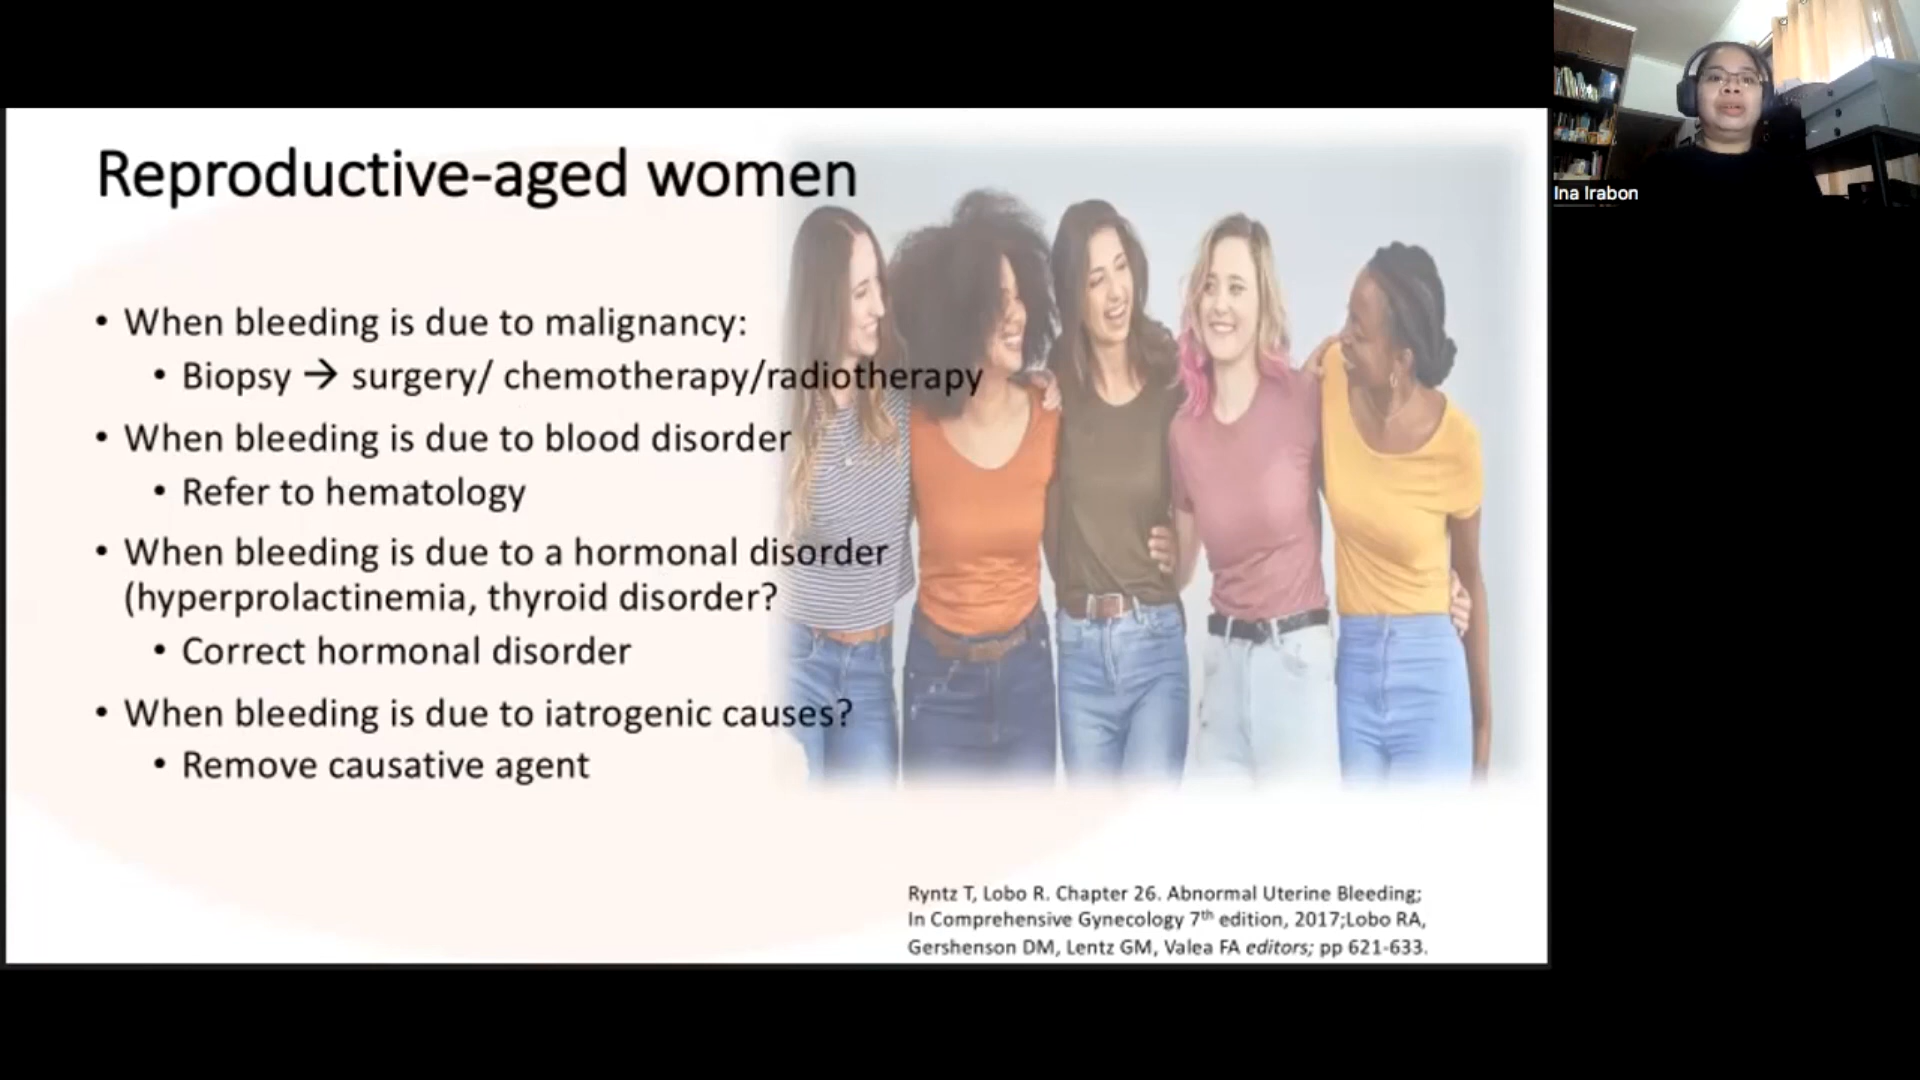 Reproductive-aged women
• When bleeding is due to malignancy:
• Biopsy → surgery/ chemotherapy/radiotherapy
• When bleeding is due to blood disorder
• Refer to hematology
• When bleeding is due to a hormonal disorder
(hyperprolactinemia, thyroid disorder?
• Correct hormonal disorder
• When bleeding is due to iatrogenic causes?
• Remove causative agent
Ryntz T, Lobo R. Chapter 26. Abnormal Uterine Bleeding;
In Comprehensive Gynecology 7th edition, 2017;Lobo RA,
Gershenson DM, Lentz GM, Valea FA editors; pp 621-633.
Ina Irabon